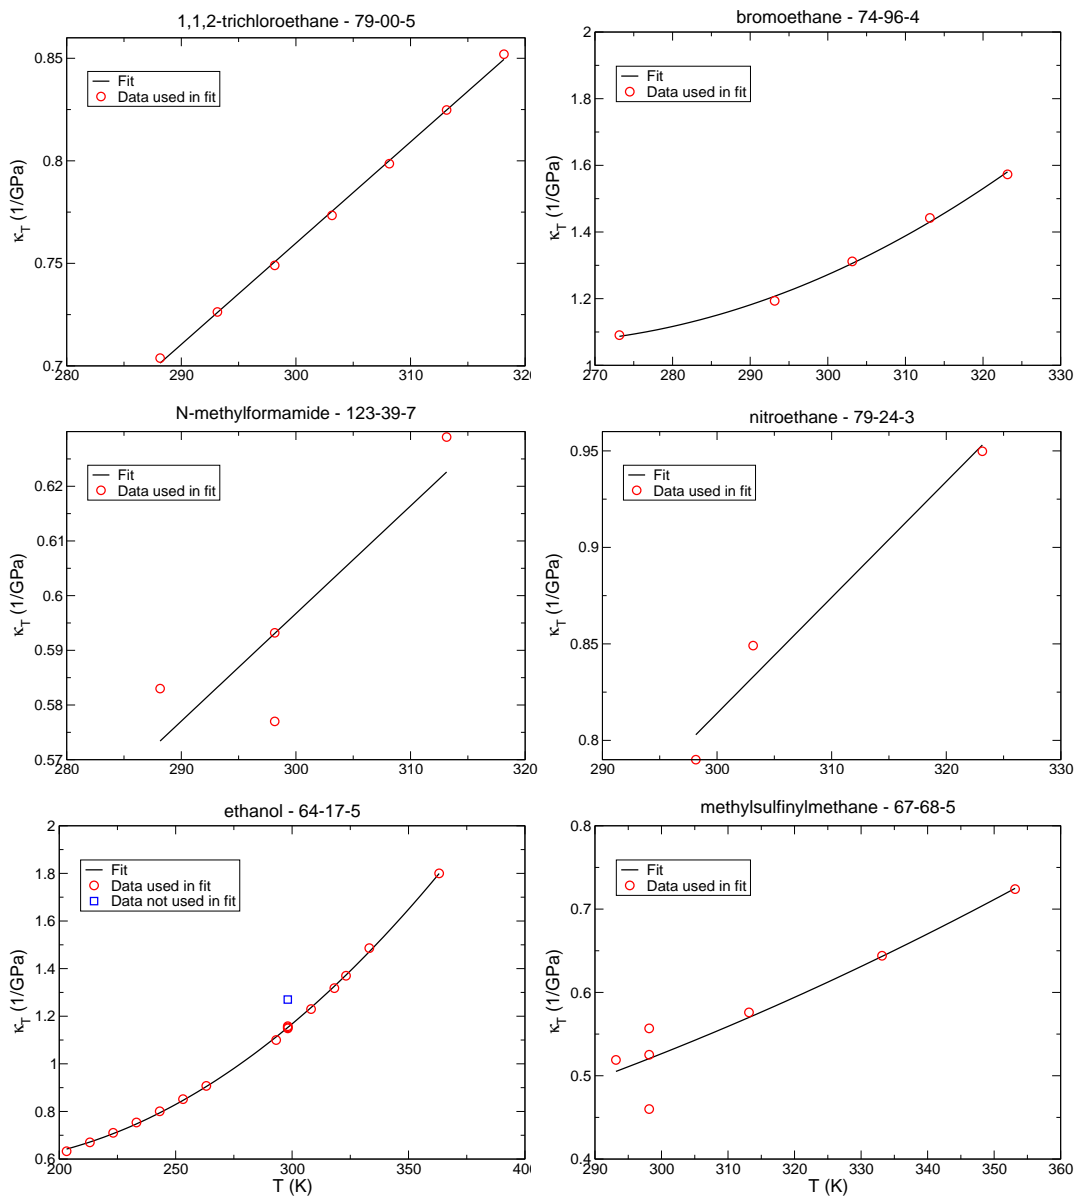 1,1,2-trichloroethane - 79-00-5
0.85
0.8
0.75
0.7
κT (1/GPa)
Fit
Data used in fit
280 290 300 310 320
bromoethane - 74-96-4
2
1.8
1.6
1.4
1.2
1
κT (1/GPa)
Fit
Data used in fit
270 280 290 300 310 320 330
N-methylformamide - 123-39-7
0.62
0.61
0.6
0.59
0.58
0.57
κT (1/GPa)
Fit
Data used in fit
280 290 300 310 320
nitroethane - 79-24-3
0.95
0.9
0.85
0.8
κT (1/GPa)
Fit
Data used in fit
290 300 310 320 330
ethanol - 64-17-5
2
1.8
1.6
1.4
1.2
1
0.8
0.6
κT (1/GPa)
Fit
Data used in fit
Data not used in fit
200 250 300 350
T (K)
methylsulfinylmethane - 67-68-5
0.8
0.7
0.6
0.5
0.4
κT (1/GPa)
Fit
Data used in fit
290 300 310 320 330 340 350 360
T (K)